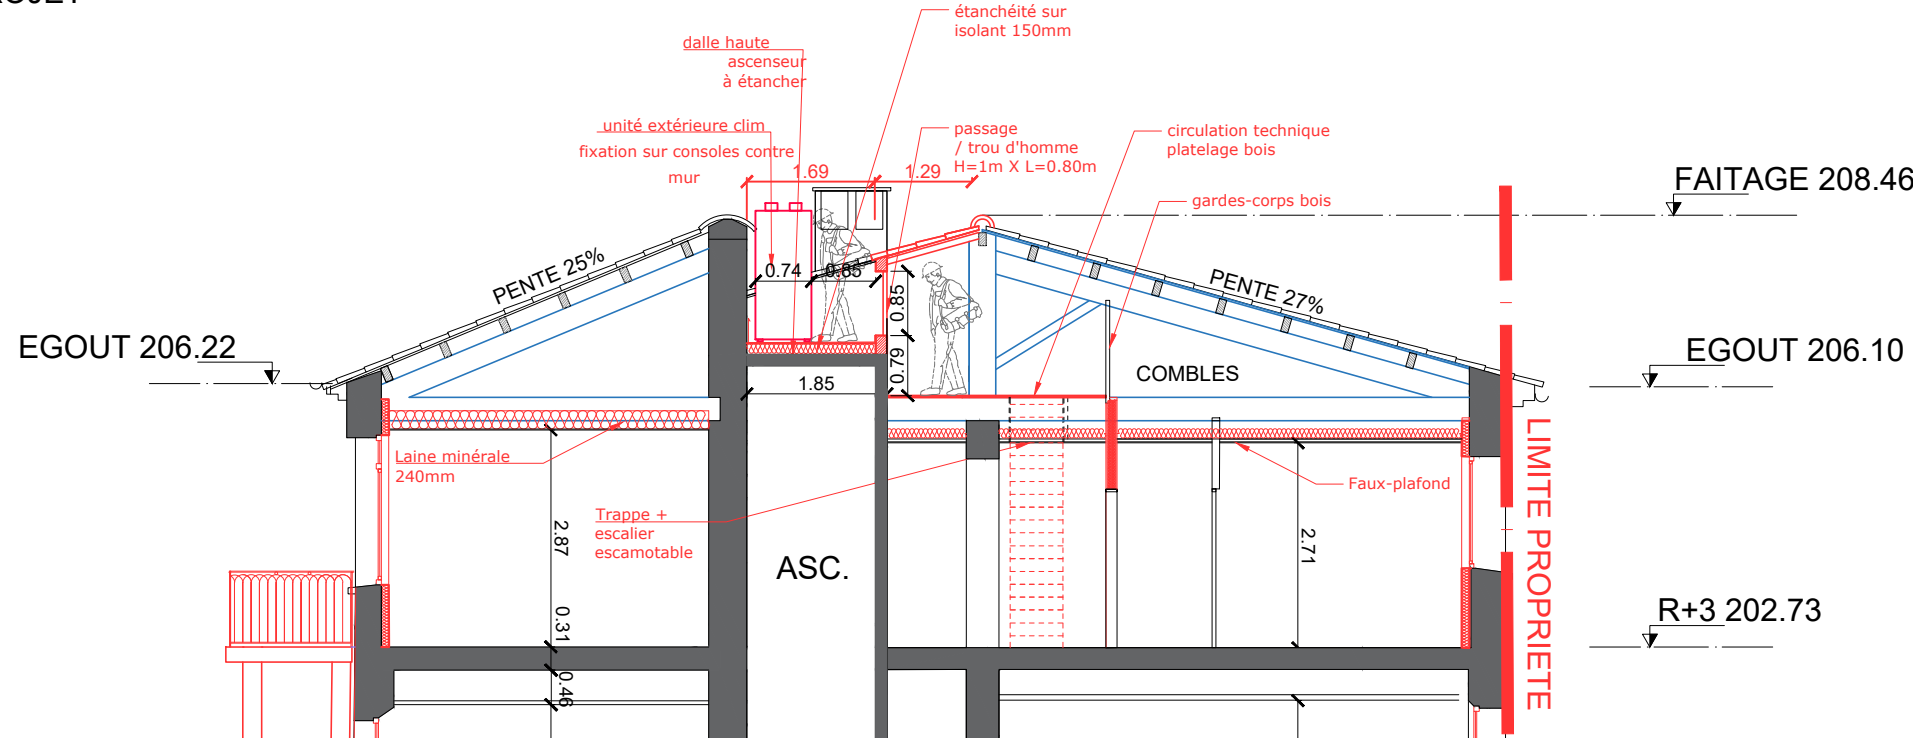 étanchéité sur
isolant 150mm
dalle haute
ascenseur
à étancher
unité extérieure clim
fixation sur consoles contre
mur
passage
/ trou d'homme
H=1m X L=0.80m
circulation technique
platelage bois
gardes-corps bois
1.69
1.29
FAITAGE 208.46
PENTE 25%
PENTE 27%
0.74
0.85
0.85
0.79
EGOUT 206.22
EGOUT 206.10
1.85
COMBLES
Laine minérale
240mm
Trappe +
escalier
escamotable
Faux-plafond
2.87
2.71
ASC.
LIMITE PROPRIETE
0.31
R+3 202.73
0.46